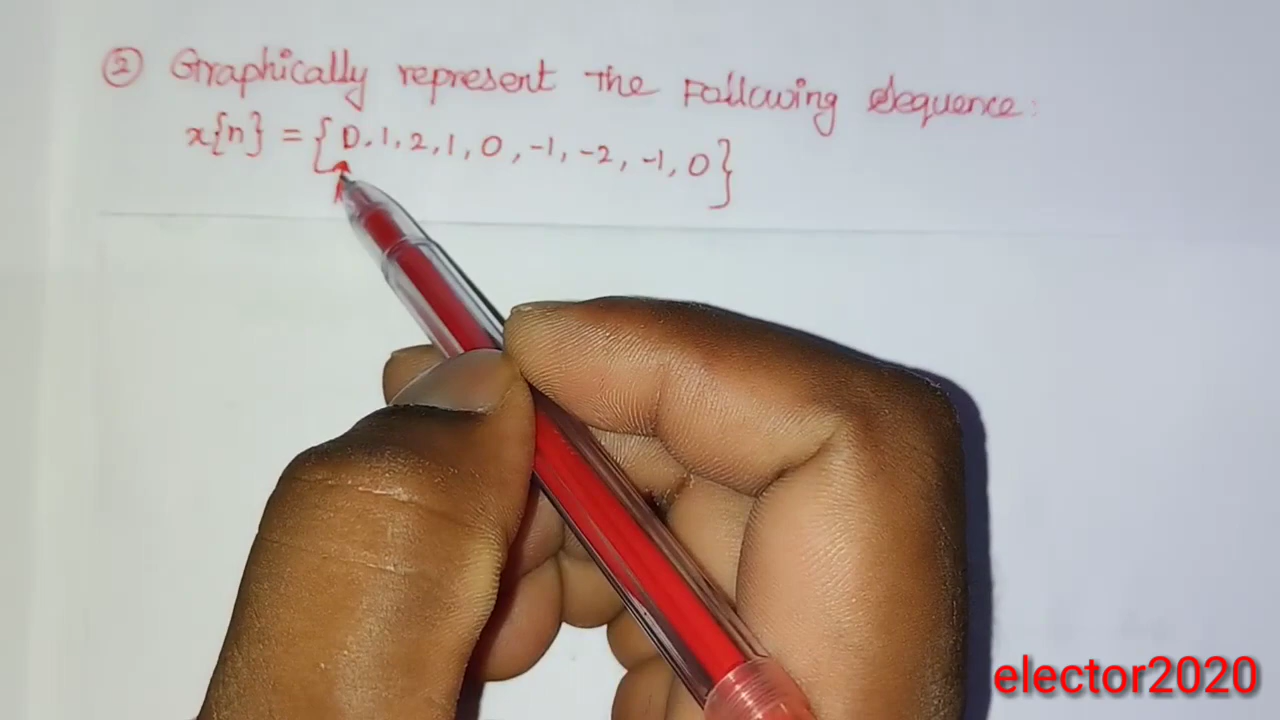 ② Graphically represent The Following Sequence:
x{n} = {0, 1, 2, 1, 0, -1, -2, -1, 0}
↑
elector2020